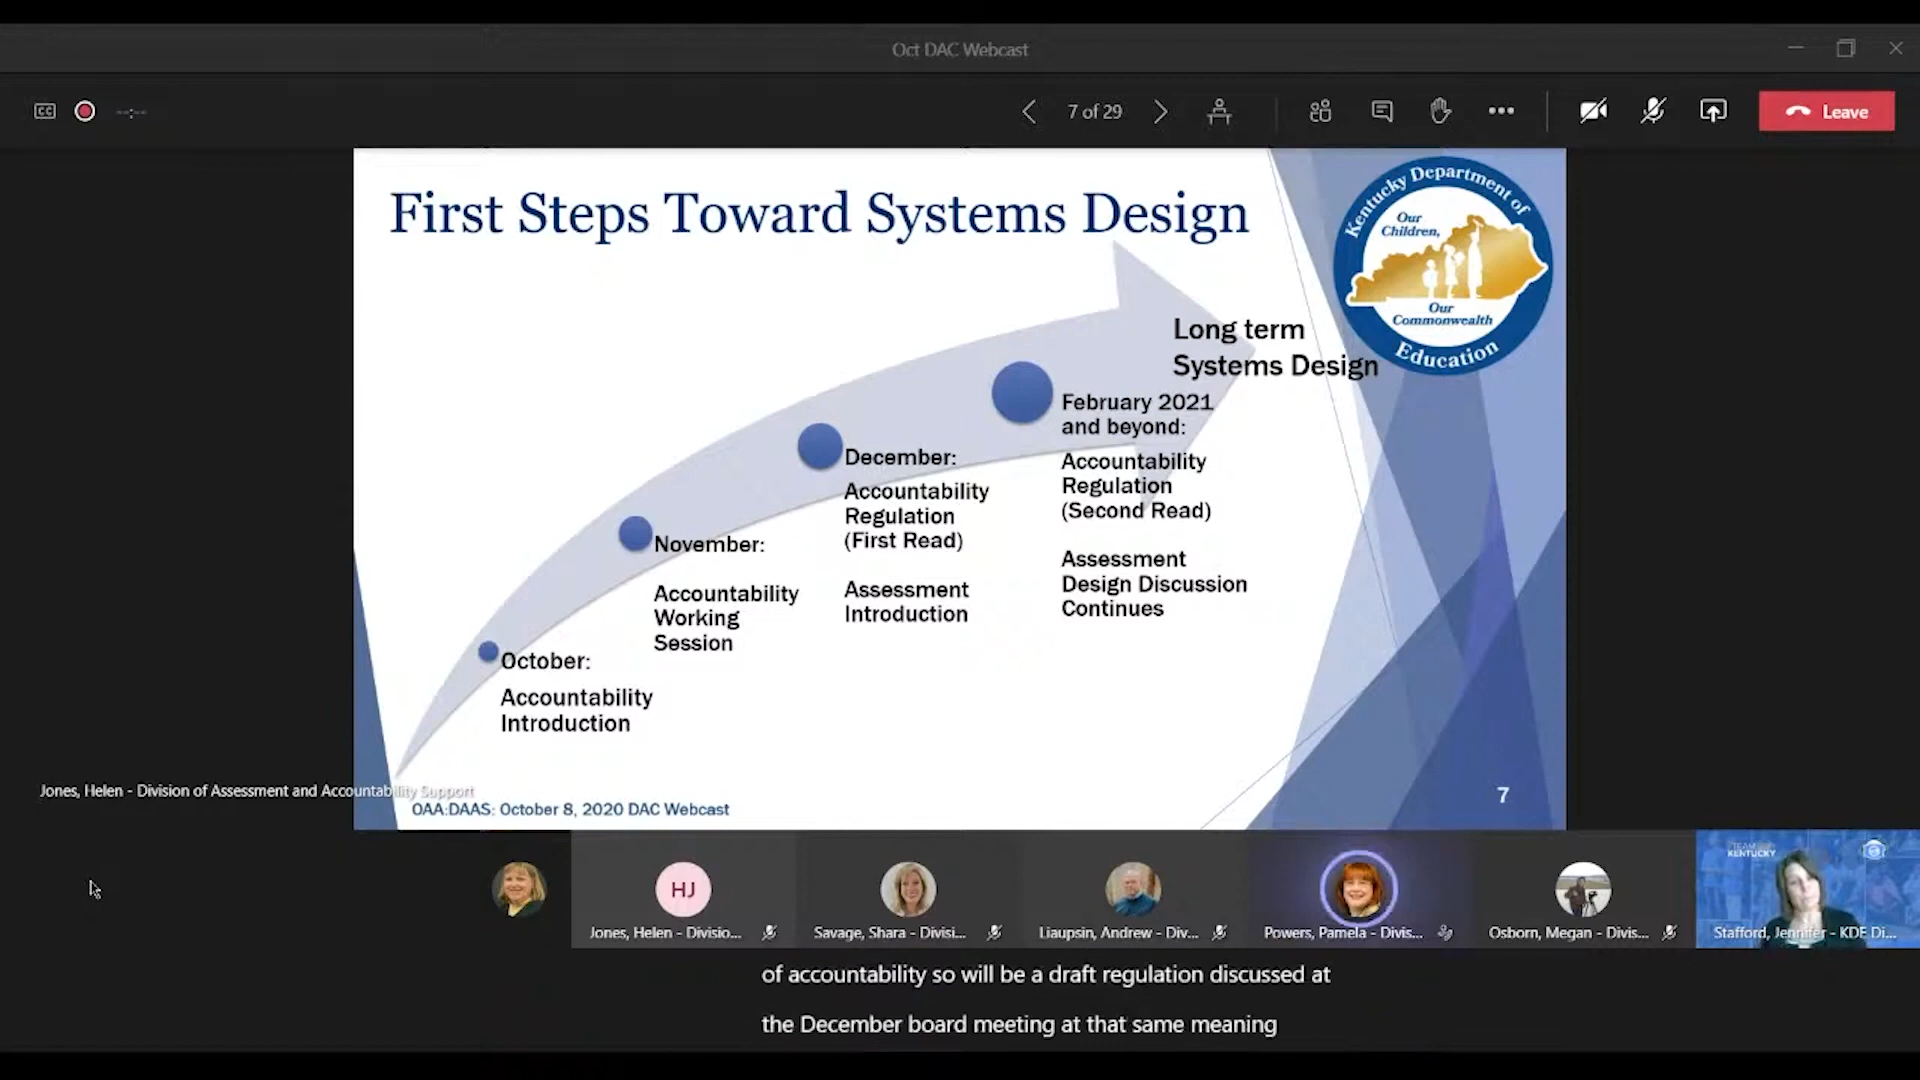 Oct DAC Webcast
CC
--:--
7 of 29
Leave
First Steps Toward Systems Design
Kentucky Department of
Our
Children,
Our
Commonwealth
Education
Long term
Systems Design
February 2021
and beyond:
Accountability
Regulation
(Second Read)
Assessment
Design Discussion
Continues
December:
Accountability
Regulation
(First Read)
Assessment
Introduction
November:
Accountability
Working
Session
October:
Accountability
Introduction
Jones, Helen - Division of Assessment and Accountability Support
OAA:DAAS: October 8, 2020 DAC Webcast
7
HJ
TEAM
KENTUCKY
Jones, Helen - Divisio...
Savage, Shara - Divisi...
Liaupsin, Andrew - Div...
Powers, Pamela - Divis...
Osborn, Megan - Divis...
Stafford, Jennifer - KDE Di...
of accountability so will be a draft regulation discussed at
the December board meeting at that same meaning